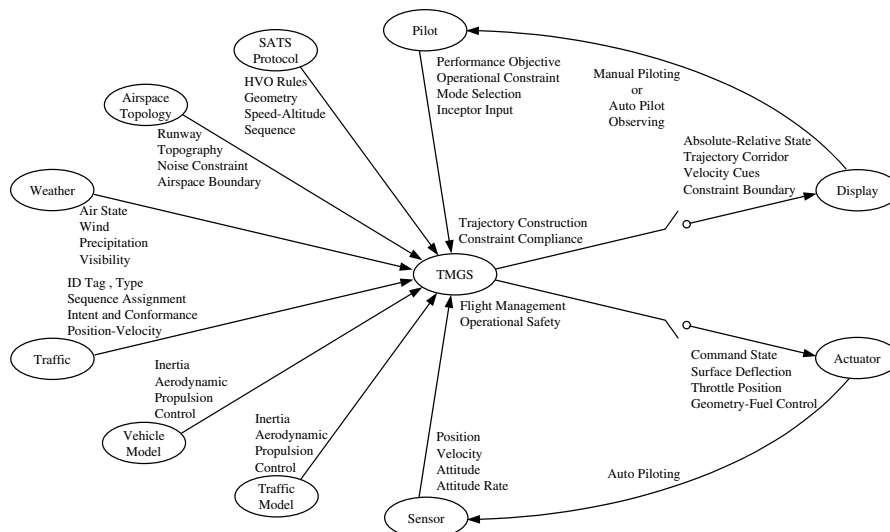 Pilot
SATS
Protocol
Performance Objective
Operational Constraint
Mode Selection
Inceptor Input
Manual Piloting
or
Auto Pilot
Observing
HVO Rules
Geometry
Speed-Altitude
Sequence
Airspace
Topology
Runway
Topography
Noise Constraint
Airspace Boundary
Absolute-Relative State
Trajectory Corridor
Velocity Cues
Constraint Boundary
Weather
Display
Air State
Wind
Precipitation
Visibility
Trajectory Construction
Constraint Compliance
TMGS
ID Tag , Type
Sequence Assignment
Intent and Conformance
Position-Velocity
Flight Management
Operational Safety
Traffic
Actuator
Command State
Surface Deflection
Throttle Position
Geometry-Fuel Control
Inertia
Aerodynamic
Propulsion
Control
Vehicle
Model
Inertia
Aerodynamic
Propulsion
Control
Traffic
Model
Position
Velocity
Attitude
Attitude Rate
Auto Piloting
Sensor